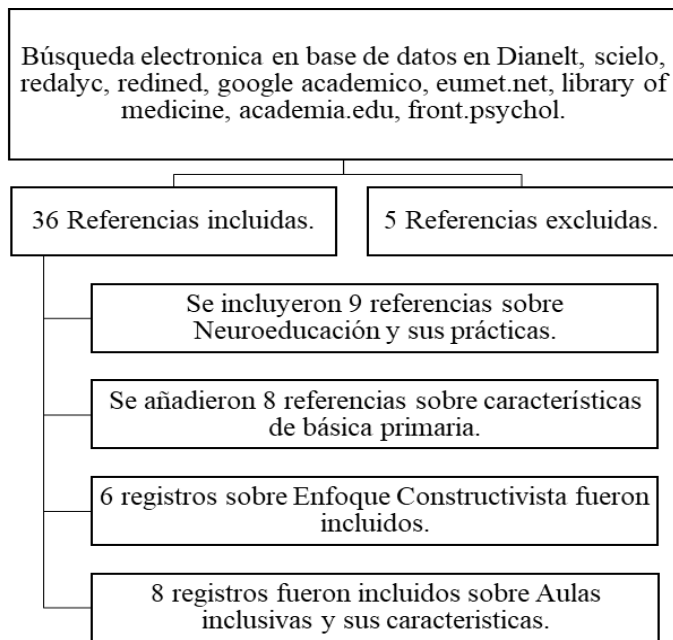 Búsqueda electronica en base de datos en Dianelt, scielo,
redalyc, redined, google academico, eumet.net, library of
medicine, academia.edu, front.psychol.
36 Referencias incluidas.
5 Referencias excluidas.
Se incluyeron 9 referencias sobre
Neuroeducación y sus prácticas.
Se añadieron 8 referencias sobre características
de básica primaria.
6 registros sobre Enfoque Constructivista fueron
incluidos.
8 registros fueron incluidos sobre Aulas
inclusivas y sus caracteristicas.